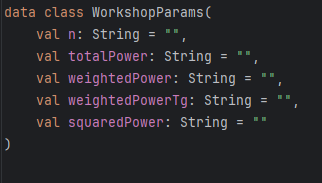 data class WorkshopParams(
    val n: String = "",
    val totalPower: String = "",
    val weightedPower: String = "",
    val weightedPowerTg: String = "",
    val squaredPower: String = ""
)